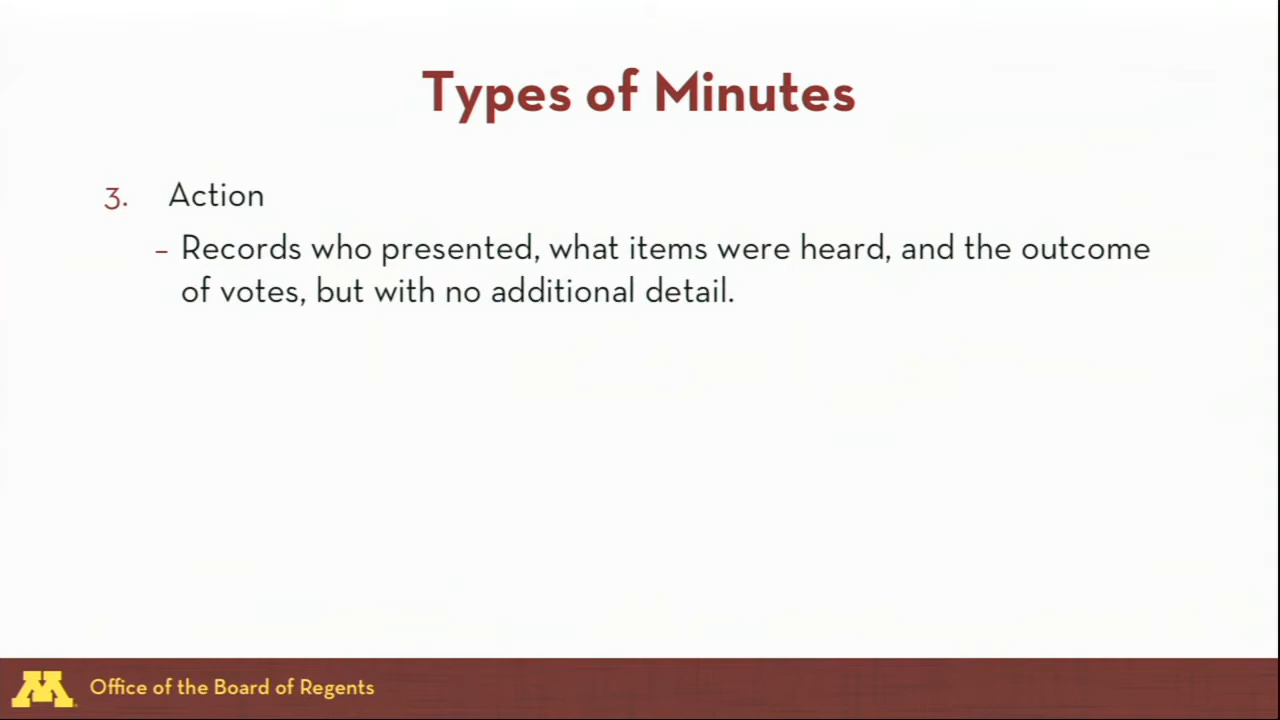 Types of Minutes
3. Action
– Records who presented, what items were heard, and the outcome
of votes, but with no additional detail.
M
Office of the Board of Regents